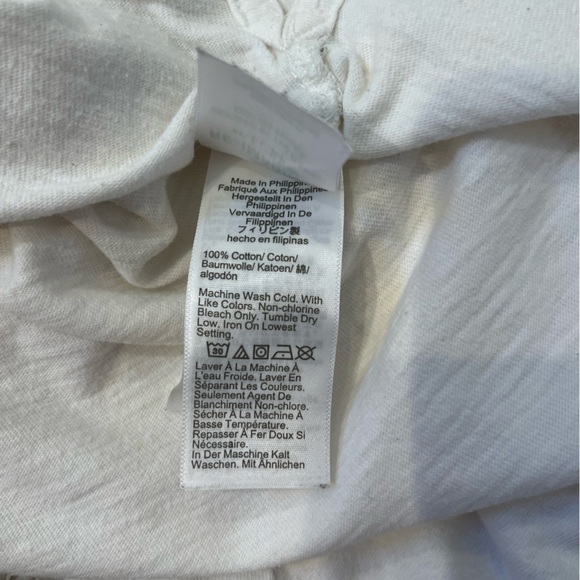 Made In Philippines
Fabriqué Aux Philippines
Hergestellt In Den
Philippinen
Vervaardigd In De
Filippijnen
フィリピン製
hecho en filipinas
100% Cotton/ Coton/
Baumwolle/ Katoen/ 綿/
algodón
Machine Wash Cold. With
Like Colors. Non-chlorine
Bleach Only. Tumble Dry
Low. Iron On Lowest
Setting.
30
Laver À La Machine À
L'eau Froide. Laver En
Séparant Les Couleurs.
Seulement Agent De
Blanchiment Non-chlore.
Sécher À La Machine À
Basse Température.
Repasser À Fer Doux Si
Nécessaire.
In Der Maschine Kalt
Waschen. Mit Ähnlichen